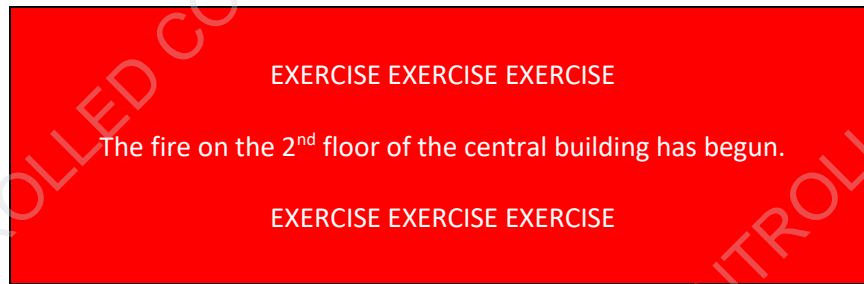 EXERCISE EXERCISE EXERCISE
The fire on the 2nd floor of the central building has begun.
EXERCISE EXERCISE EXERCISE